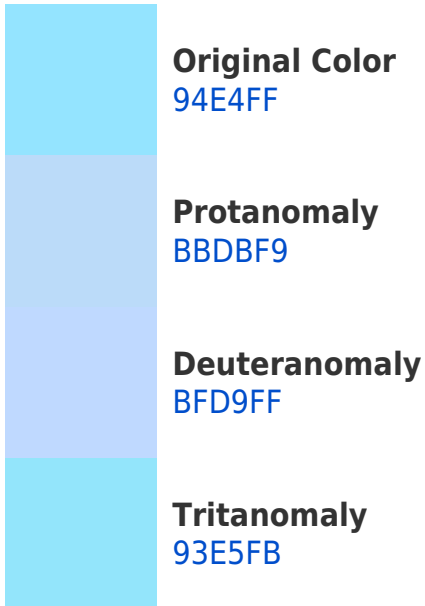 Original Color
94E4FF
Protanomaly
BBDBF9
Deuteranomaly
BFD9FF
Tritanomaly
93E5FB